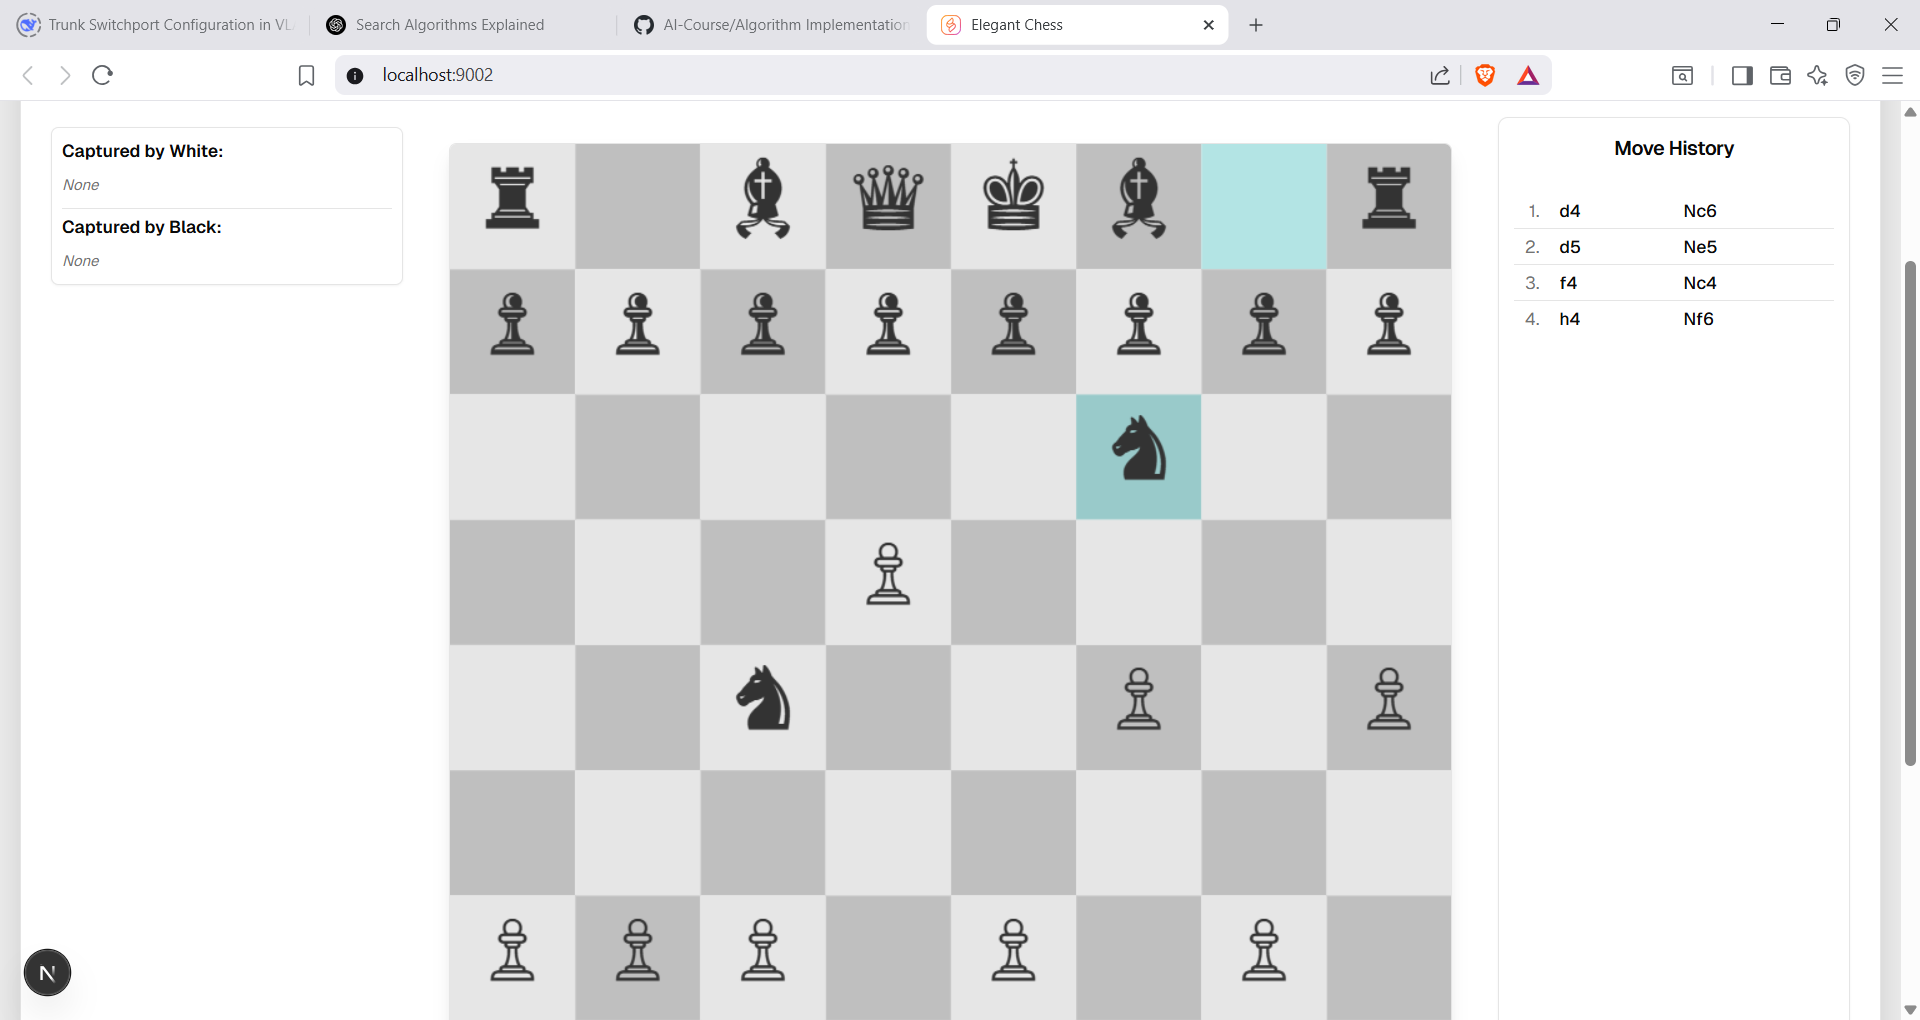 Trunk Switchport Configuration in VL
Search Algorithms Explained
AI-Course/Algorithm Implementation
Elegant Chess
localhost:9002
Captured by White:
None
Captured by Black:
None
Move History
1. d4 Nc6
2. d5 Ne5
3. f4 Nc4
4. h4 Nf6
N